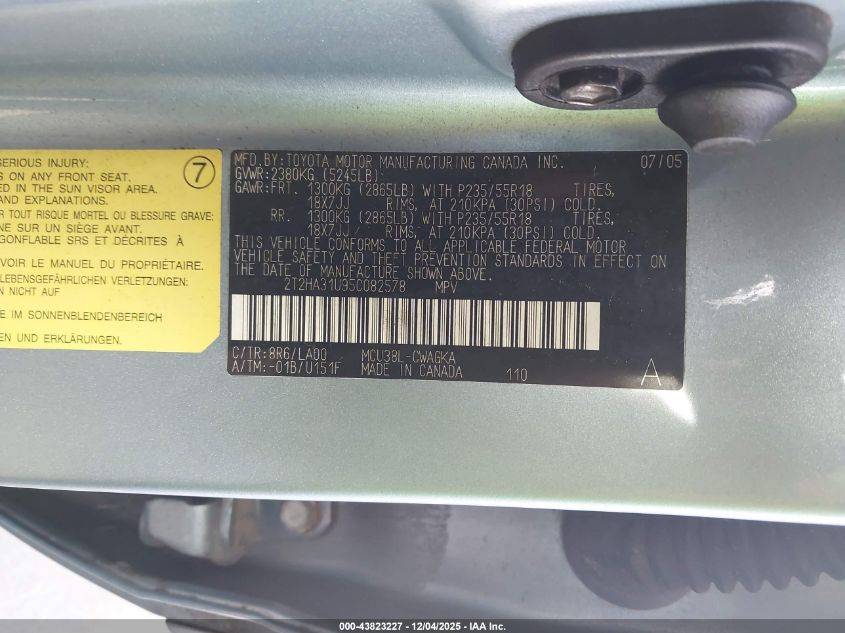 SERIOUS INJURY:
S ON ANY FRONT SEAT.
ED IN THE SUN VISOR AREA.
AND EXPLANATIONS.
R TOUT RISQUE MORTEL OU BLESSURE GRAVE:
NE SUR UN SIÈGE AVANT.
GONFLABLE SRS ET DÉCRITES À
VOIR LE MANUEL DU PROPRIÉTAIRE.
LEBENSGEFÄHRLICHEN VERLETZUNGEN
EN NICHT AUF
E IM SONNENBLENDENBEREICH
EN UND ERKLÄRUNGEN.
7
MFD.BY:TOYOTA MOTOR MANUFACTURING CANADA INC. 07/05
GVWR:2380KG (5245LB)
GAWR:FRT. 1300KG (2865LB) WITH P235/55R18 TIRES,
18X7JJ RIMS, AT 210KPA (30PSI) COLD.
RR. 1300KG (2865LB) WITH P235/55R18 TIRES,
18X7JJ RIMS, AT 210KPA (30PSI) COLD.
THIS VEHICLE CONFORMS TO ALL APPLICABLE FEDERAL MOTOR
VEHICLE SAFETY AND THEFT PREVENTION STANDARDS IN EFFECT ON
THE DATE OF MANUFACTURE SHOWN ABOVE.
2T2HA31U95C082578 MPV
C/TR:8R6/LA00 MCU38L-CWAGKA
A/TM:-01B/U151F MADE IN CANADA 110 A
000-43823227 - 12/04/2025 - IAA Inc.